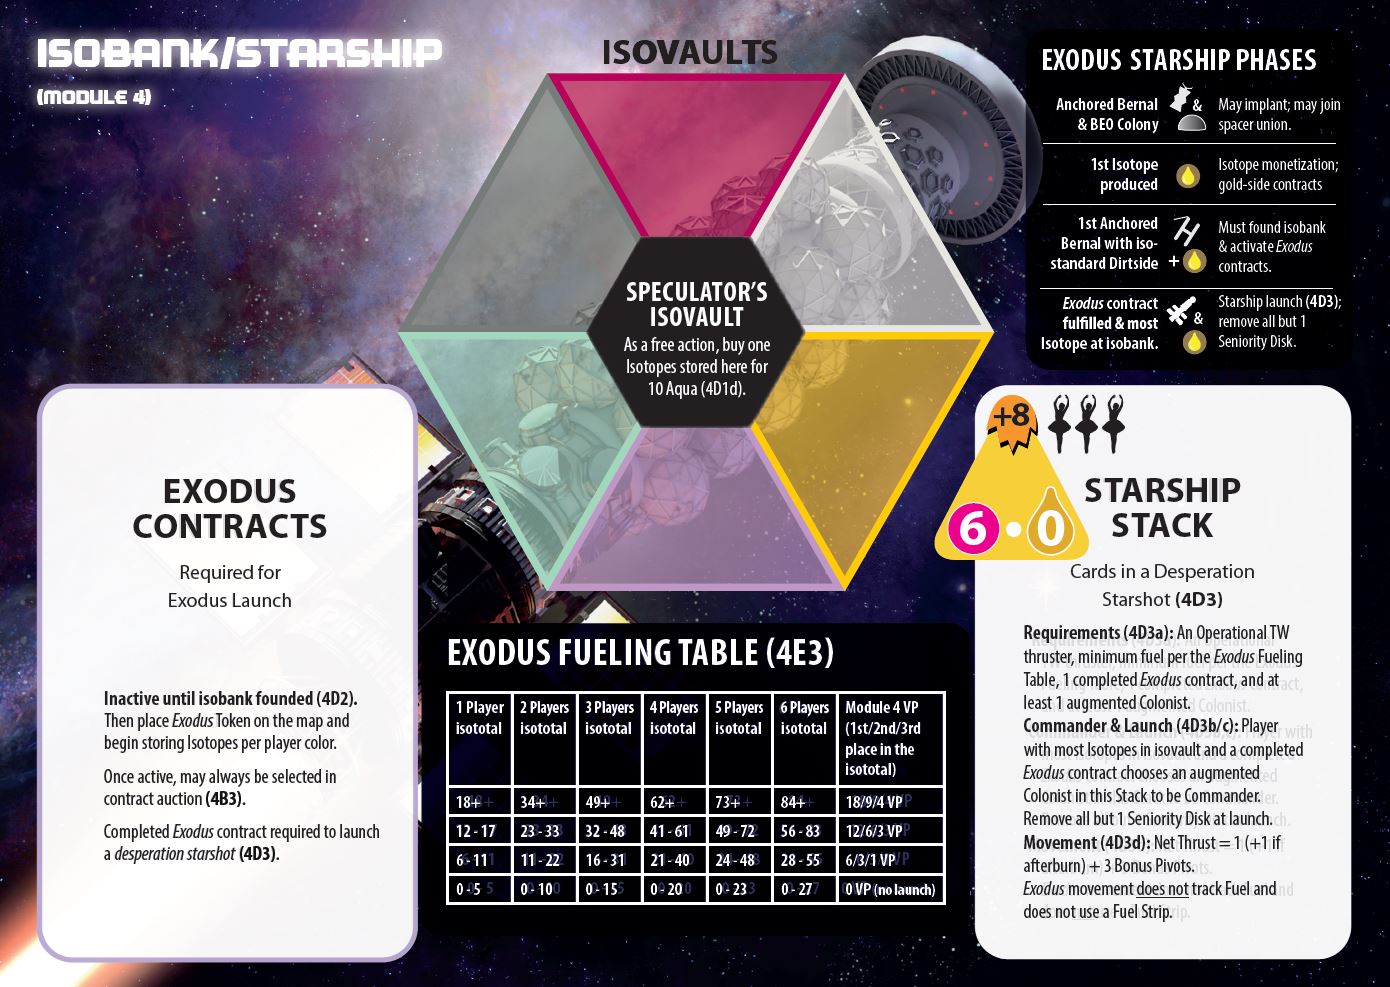 ISOBANK/STARSHIP
(MODULE 4)
ISOVAULTS
SPECULATOR'S
ISOVAULT
As a free action, buy one
Isotopes stored here for
10 Aqua (4D1d).
EXODUS STARSHIP PHASES
Anchored Bernal
& BEO Colony
&
May implant; may join
spacer union.
1st Isotope
produced
Isotope monetization;
gold-side contracts
1st Anchored
Bernal with iso-
standard Dirtside
+
Must found isobank
& activate Exodus
contracts.
Exodus contract
fulfilled & most
Isotope at isobank.
&
Starship launch (4D3);
remove all but 1
Seniority Disk.
EXODUS
CONTRACTS
Required for
Exodus Launch
Inactive until isobank founded (4D2).
Then place Exodus Token on the map and
begin storing Isotopes per player color.
Once active, may always be selected in
contract auction (4B3).
Completed Exodus contract required to launch
a desperation starshot (4D3).
EXODUS FUELING TABLE (4E3)
1 Player isototal 2 Players isototal 3 Players isototal 4 Players isototal 5 Players isototal 6 Players isototal Module 4 VP (1st/2nd/3rd place in the isototal)
18+ 34+ 49+ 62+ 73+ 84+ 18/9/4 VP
12 - 17 23 - 33 32 - 48 41 - 61 49 - 72 56 - 83 12/6/3 VP
6 - 11 11 - 22 16 - 31 21 - 40 24 - 48 28 - 55 6/3/1 VP
0 - 5 0 - 10 0 - 15 0 - 20 0 - 23 0 - 27 0 VP (no launch)
+8
6 • 0
STARSHIP
STACK
Cards in a Desperation
Starshot (4D3)
Requirements (4D3a): An Operational TW
thruster, minimum fuel per the Exodus Fueling
Table, 1 completed Exodus contract, and at
least 1 augmented Colonist.
Commander & Launch (4D3b/c): Player
with most Isotopes in isovault and a completed
Exodus contract chooses an augmented
Colonist in this Stack to be Commander.
Remove all but 1 Seniority Disk at launch.
Movement (4D3d): Net Thrust = 1 (+1 if
afterburn) + 3 Bonus Pivots.
Exodus movement does not track Fuel and
does not use a Fuel Strip.